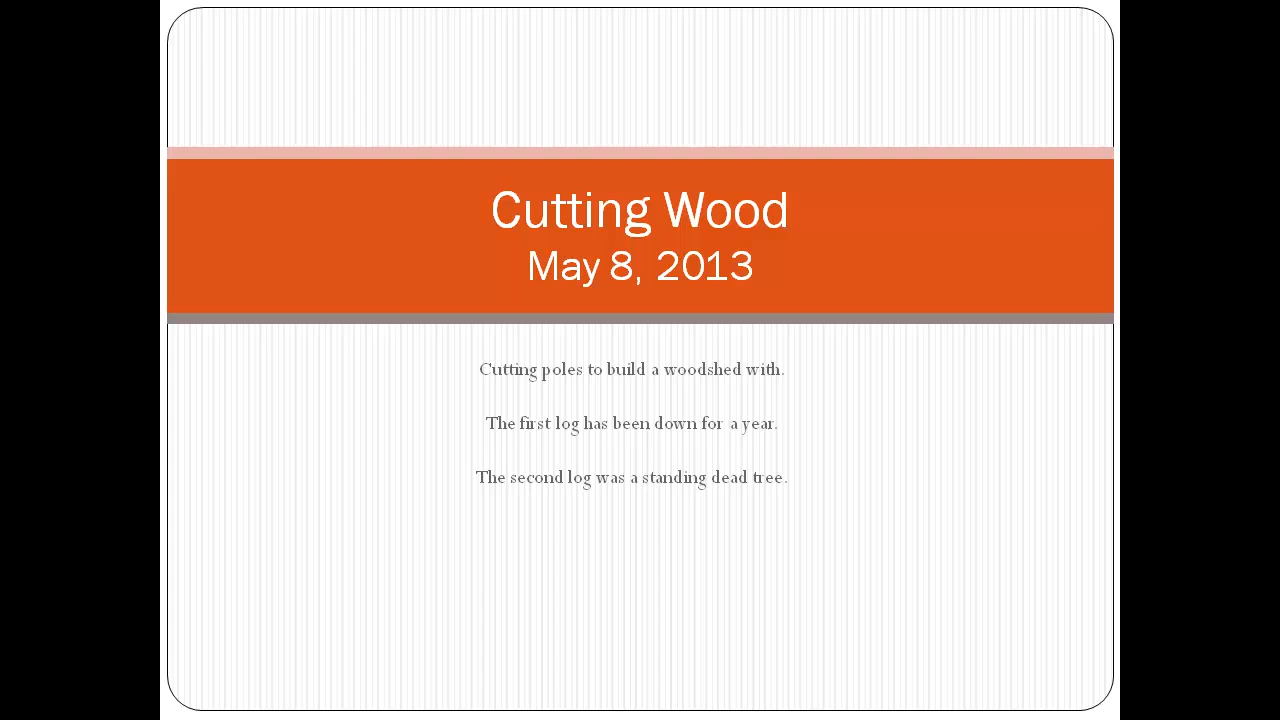 Cutting Wood
May 8, 2013
Cutting poles to build a woodshed with.
The first log has been down for a year.
The second log was a standing dead tree.